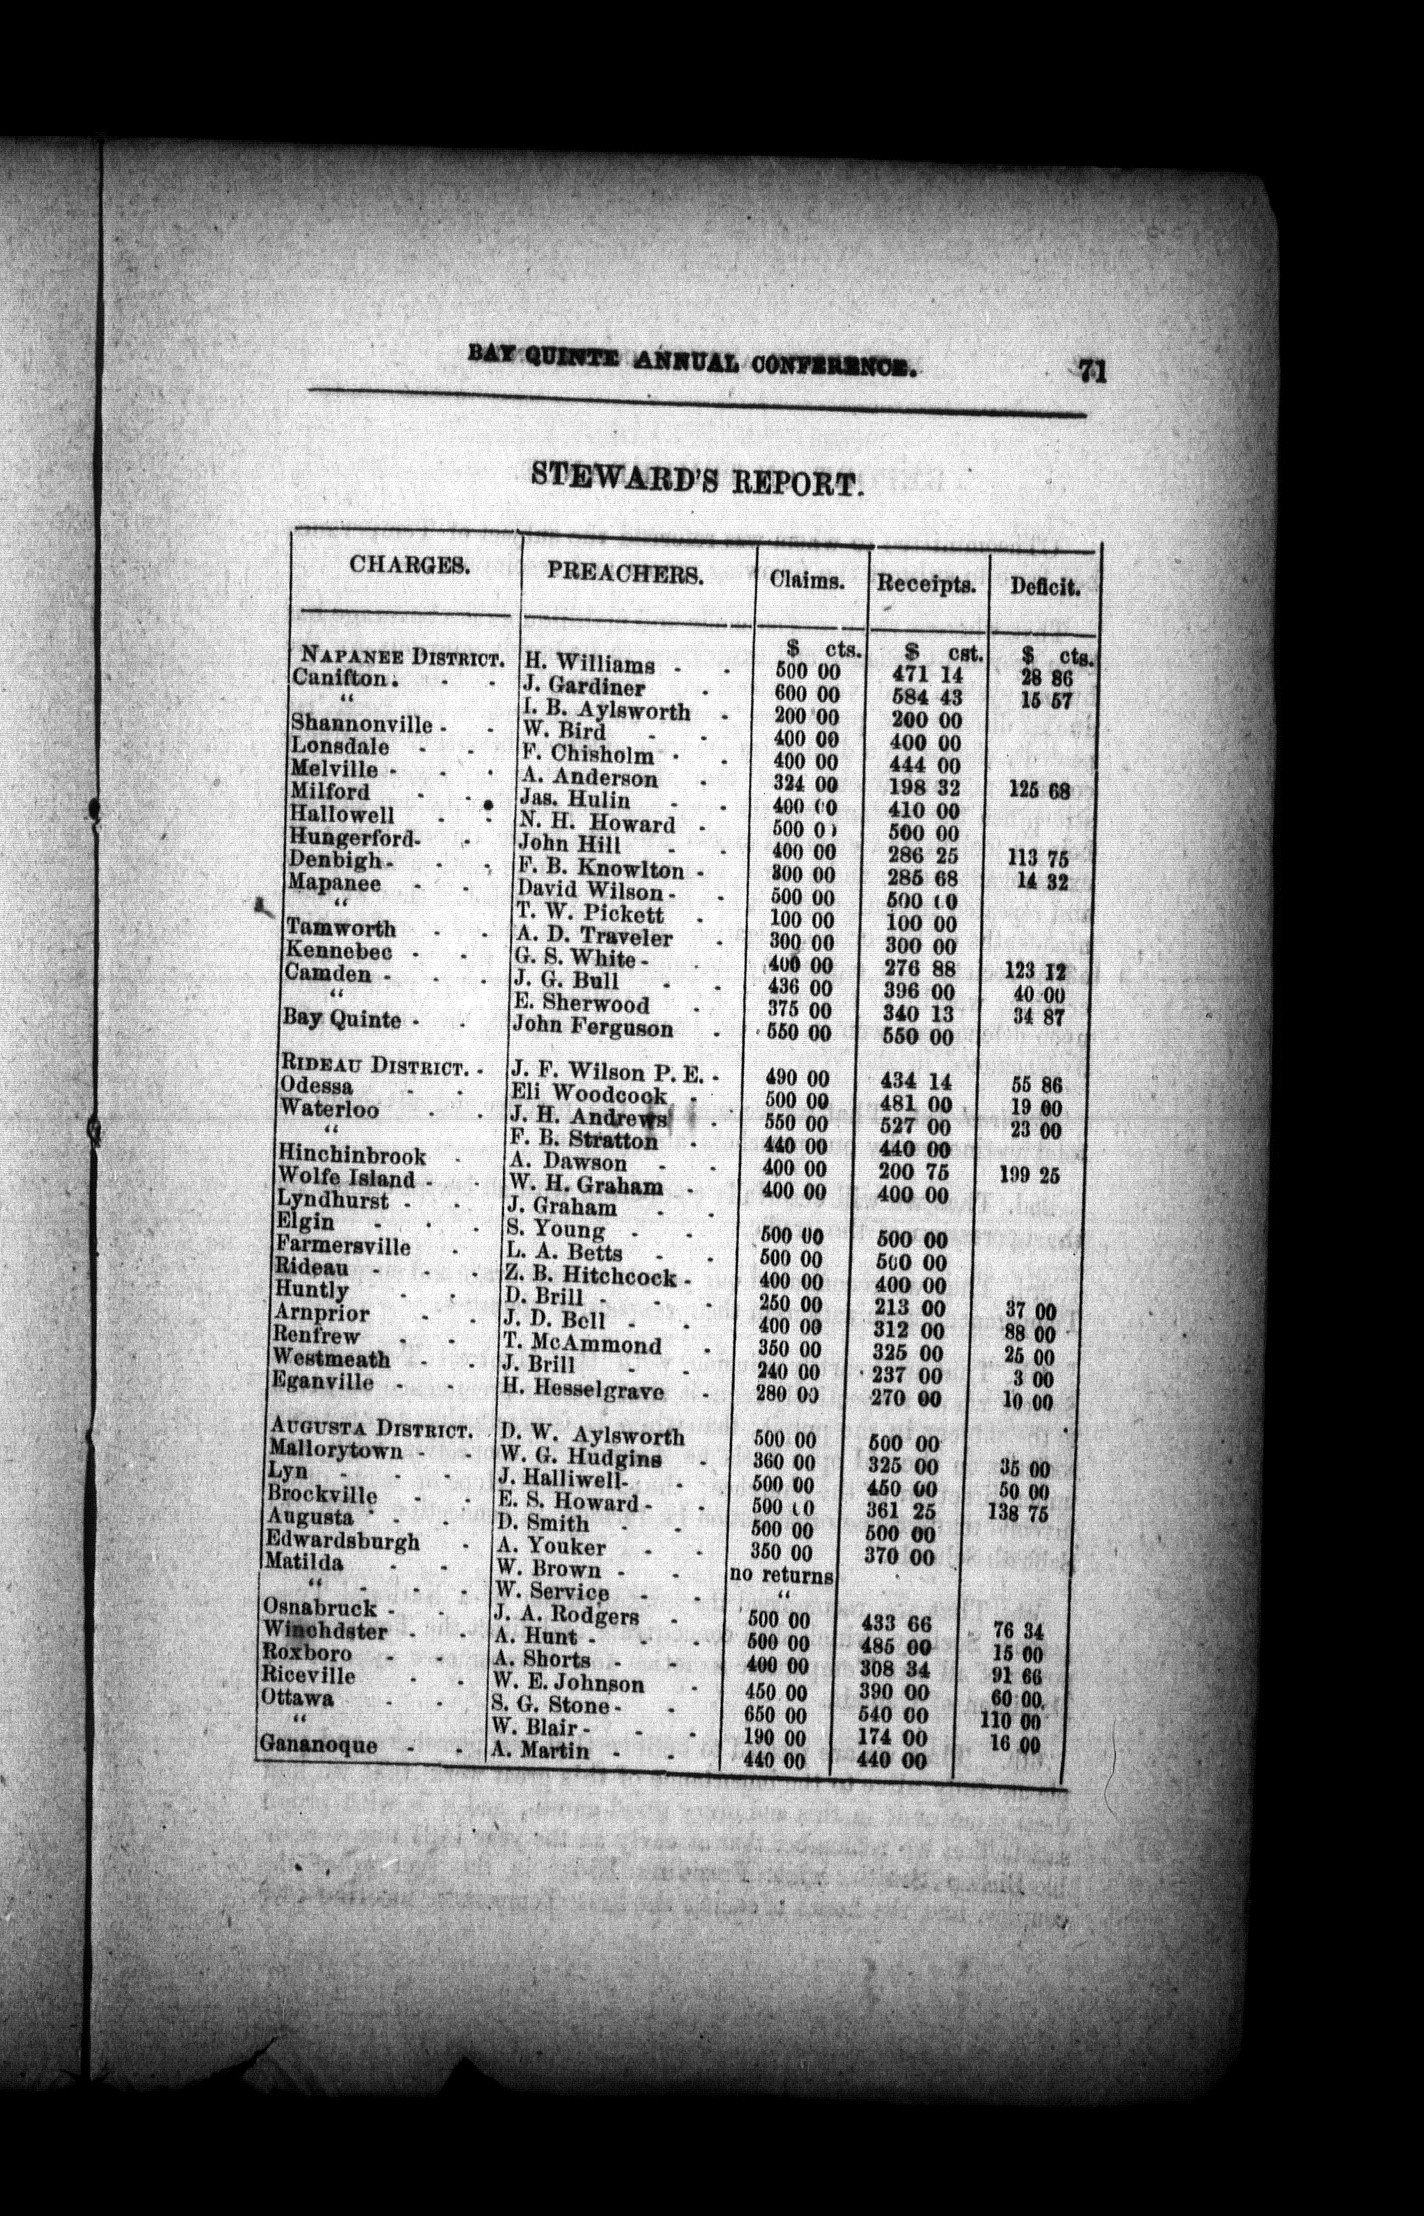 BAY QUINTE ANNUAL CONFERENCE. 71
STEWARD'S REPORT.
CHARGES. PREACHERS. Claims. Receipts. Deficit.
$ cts. $ cst. $ cts.
NAPANEE DISTRICT. H. Williams - - 500 00 471 14 28 86
Canifton. - - J. Gardiner - 600 00 584 43 15 57
" I. B. Aylsworth - 200 00 200 00
Shannonville - - W. Bird - - 400 00 400 00
Lonsdale - - F. Chisholm - - 400 00 444 00
Melville - - - A. Anderson - 324 00 198 32 125 68
Milford - - Jas. Hulin - - 400 00 410 00
Hallowell - - N. H. Howard - 500 0 500 00
Hungerford- - John Hill - - 400 00 286 25 113 75
Denbigh - - - F. B. Knowlton - 300 00 285 68 14 32
Mapanee - - David Wilson - - 500 00 500 00
" T. W. Pickett - 100 00 100 00
Tamworth - - A. D. Traveler - 300 00 300 00
Kennebec - - G. S. White - - 400 00 276 88 123 12
Camden - - - J. G. Bull - - 436 00 396 00 40 00
" E. Sherwood - 375 00 340 13 34 87
Bay Quinte - - John Ferguson - 550 00 550 00
RIDEAU DISTRICT. - J. F. Wilson P. E. - 490 00 434 14 55 86
Odessa - - Eli Woodcock - 500 00 481 00 19 00
Waterloo - - J. H. Andrews - 550 00 527 00 23 00
" F. B. Stratton - 440 00 440 00
Hinchinbrook - A. Dawson - - 400 00 200 75 199 25
Wolfe Island - - W. H. Graham - 400 00 400 00
Lyndhurst - - J. Graham - -
Elgin - - - S. Young - - 500 00 500 00
Farmersville - L. A. Betts - - 500 00 500 00
Rideau - - - Z. B. Hitchcock - 400 00 400 00
Huntly - - D. Brill - - - 250 00 213 00 37 00
Arnprior - - J. D. Bell - - 400 00 312 00 88 00
Renfrew - - T. McAmmond - 350 00 325 00 25 00
Westmeath - - J. Brill - - 240 00 237 00 3 00
Eganville - - H. Hesselgrave - 280 00 270 00 10 00
AUGUSTA DISTRICT. D. W. Aylsworth 500 00 500 00
Mallorytown - - W. G. Hudgins - 360 00 325 00 35 00
Lyn - - - J. Halliwell- - 500 00 450 00 50 00
Brockville - - E. S. Howard - - 500 00 361 25 138 75
Augusta - - D. Smith - - 500 00 500 00
Edwardsburgh - A. Youker - - 350 00 370 00
Matilda - - W. Brown - - no returns
" - - - W. Service - - "
Osnabruck - - J. A. Rodgers - 500 00 433 66 76 34
Winchdster - - A. Hunt - - - 500 00 485 00 15 00
Roxboro - - A. Shorts - - 400 00 308 34 91 66
Riceville - - W. E. Johnson - 450 00 390 00 60 00.
Ottawa - - S. G. Stone - - 650 00 540 00 110 00
" W. Blair - - - 190 00 174 00 16 00
Gananoque - - A. Martin - - 440 00 440 00